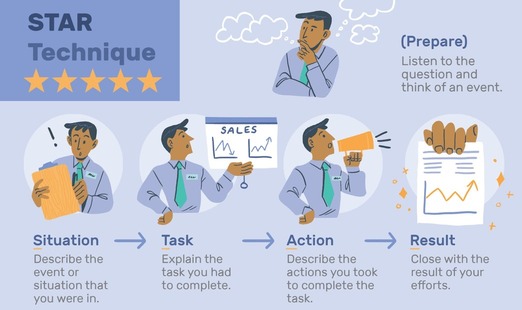 STAR
Technique
(Prepare)
Listen to the
question and
think of an event.
SALES
Situation
Describe the
event or
situation that
you were in.
Task
Explain the
task you had
to complete.
Action
Describe the
actions you took
to complete the
task.
Result
Close with the
result of your
efforts.